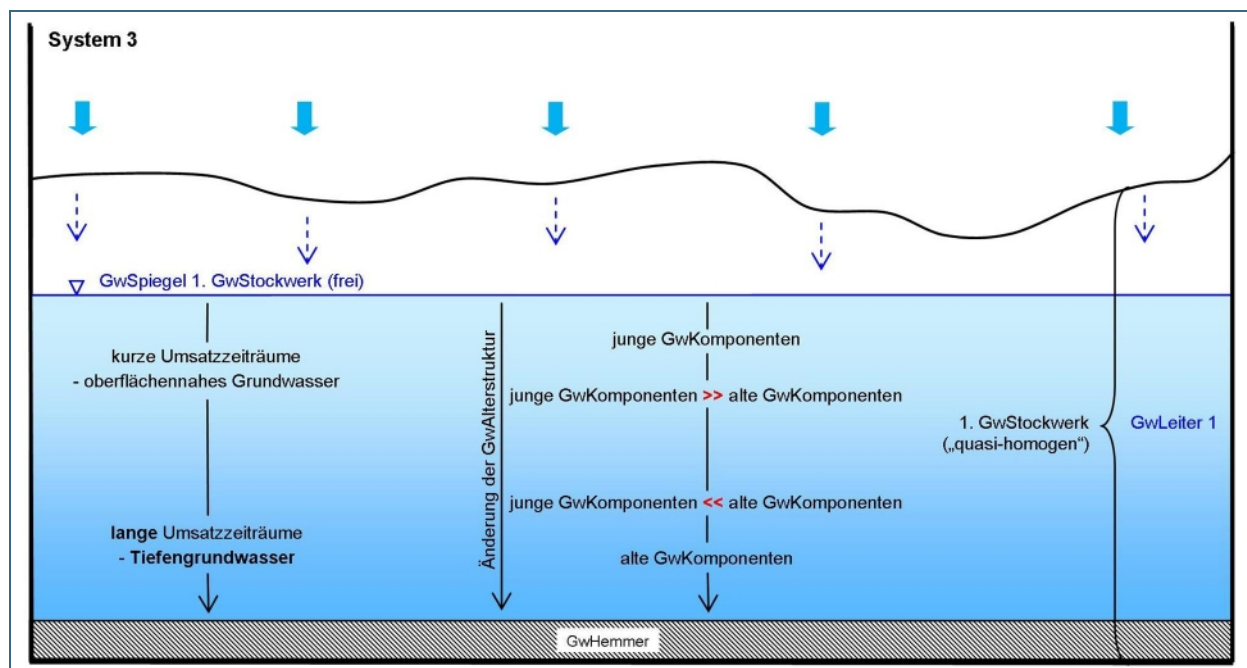 System 3
GwSpiegel 1. GwStockwerk (frei)
kurze Umsatzzeiträume
- oberflächennahes Grundwasser
lange Umsatzzeiträume
- Tiefengrundwasser
Änderung der GwAlterstruktur
junge GwKomponenten
junge GwKomponenten >> alte GwKomponenten
junge GwKomponenten << alte GwKomponenten
alte GwKomponenten
1. GwStockwerk
(„quasi-homogen“)
GwLeiter 1
GwHemmer